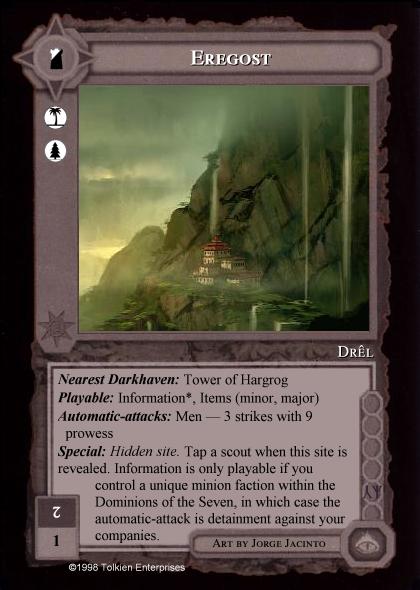 EREGOST
DRÊL
Nearest Darkhaven: Tower of Hargrog
Playable: Information*, Items (minor, major)
Automatic-attacks: Men — 3 strikes with 9
prowess
Special: Hidden site. Tap a scout when this site is
revealed. Information is only playable if you
control a unique minion faction within the
Dominions of the Seven, in which case the
automatic-attack is detainment against your
companies.
2
1
ART BY JORGE JACINTO
©1998 Tolkien Enterprises